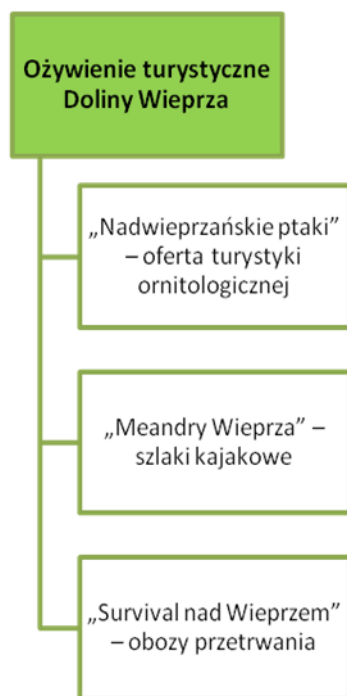 Ożywienie turystyczne
Doliny Wieprza
„Nadwieprzańskie ptaki”
– oferta turystyki
ornitologicznej
„Meandry Wieprza” –
szlaki kajakowe
„Survival nad Wieprzem”
– obozy przetrwania